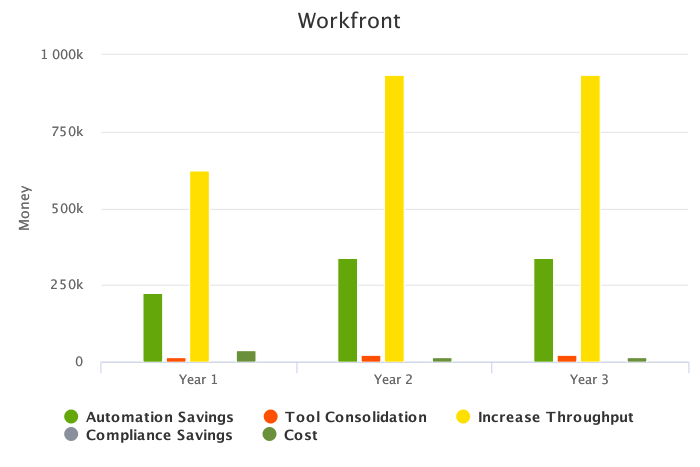 Workfront
1 000k
750k
500k
250k
0
Money
Year 1 Year 2 Year 3
Automation Savings Tool Consolidation Increase Throughput
Compliance Savings Cost